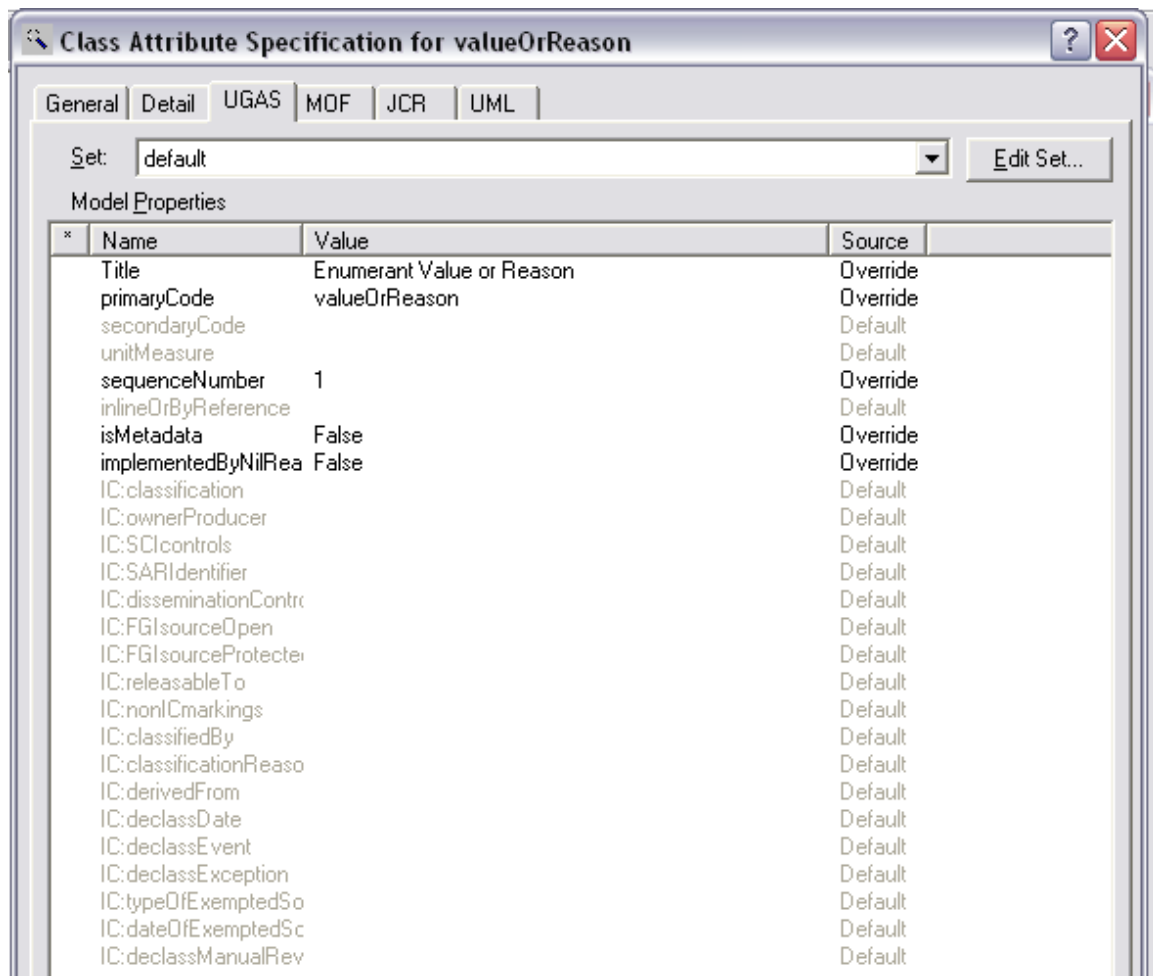 Class Attribute Specification for valueOrReason ?
General Detail UGAS MOF JCR UML
Set: default Edit Set...
Model Properties
* Name Value Source
Title Enumerant Value or Reason Override
primaryCode valueOrReason Override
secondaryCode Default
unitMeasure Default
sequenceNumber 1 Override
inlineOrByReference Default
isMetadata False Override
implementedByNilRea False Override
IC:classification Default
IC:ownerProducer Default
IC:SCIcontrols Default
IC:SARIdentifier Default
IC:disseminationContro Default
IC:FGIsourceOpen Default
IC:FGIsourceProtected Default
IC:releasableTo Default
IC:nonICmarkings Default
IC:classifiedBy Default
IC:classificationReaso Default
IC:derivedFrom Default
IC:declassDate Default
IC:declassEvent Default
IC:declassException Default
IC:typeOfExemptedSo Default
IC:dateOfExemptedSc Default
IC:declassManualRev Default